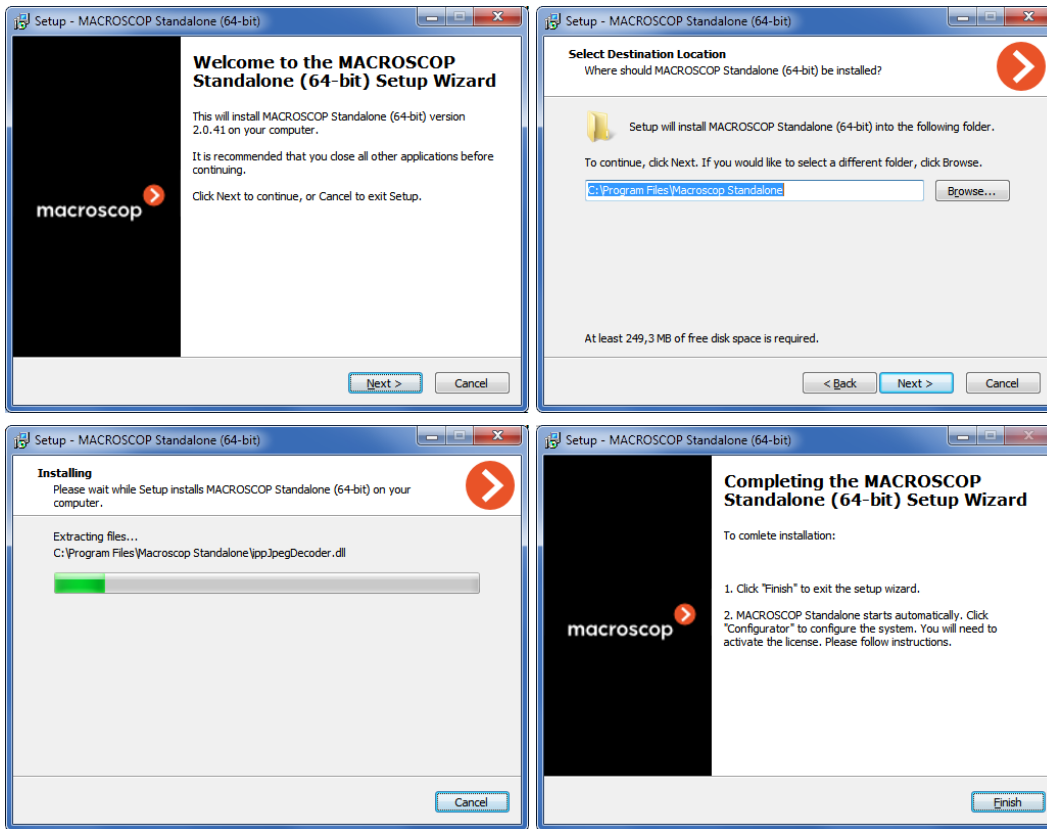 Setup - MACROSCOP Standalone (64-bit)
Welcome to the MACROSCOP
Standalone (64-bit) Setup Wizard
This will install MACROSCOP Standalone (64-bit) version
2.0.41 on your computer.
It is recommended that you close all other applications before
continuing.
Click Next to continue, or Cancel to exit Setup.
macroscop
Next >
Cancel
Setup - MACROSCOP Standalone (64-bit)
Select Destination Location
Where should MACROSCOP Standalone (64-bit) be installed?
Setup will install MACROSCOP Standalone (64-bit) into the following folder.
To continue, click Next. If you would like to select a different folder, click Browse.
C:\Program Files\Macroscop Standalone
Browse...
At least 249,3 MB of free disk space is required.
< Back
Next >
Cancel
Setup - MACROSCOP Standalone (64-bit)
Installing
Please wait while Setup installs MACROSCOP Standalone (64-bit) on your
computer.
Extracting files...
C:\Program Files\Macroscop Standalone\ippJpegDecoder.dll
Cancel
Setup - MACROSCOP Standalone (64-bit)
Completing the MACROSCOP
Standalone (64-bit) Setup Wizard
To comlete installation:
1. Click "Finish" to exit the setup wizard.
2. MACROSCOP Standalone starts automatically. Click
"Configurator" to configure the system. You will need to
activate the license. Please follow instructions.
macroscop
Finish